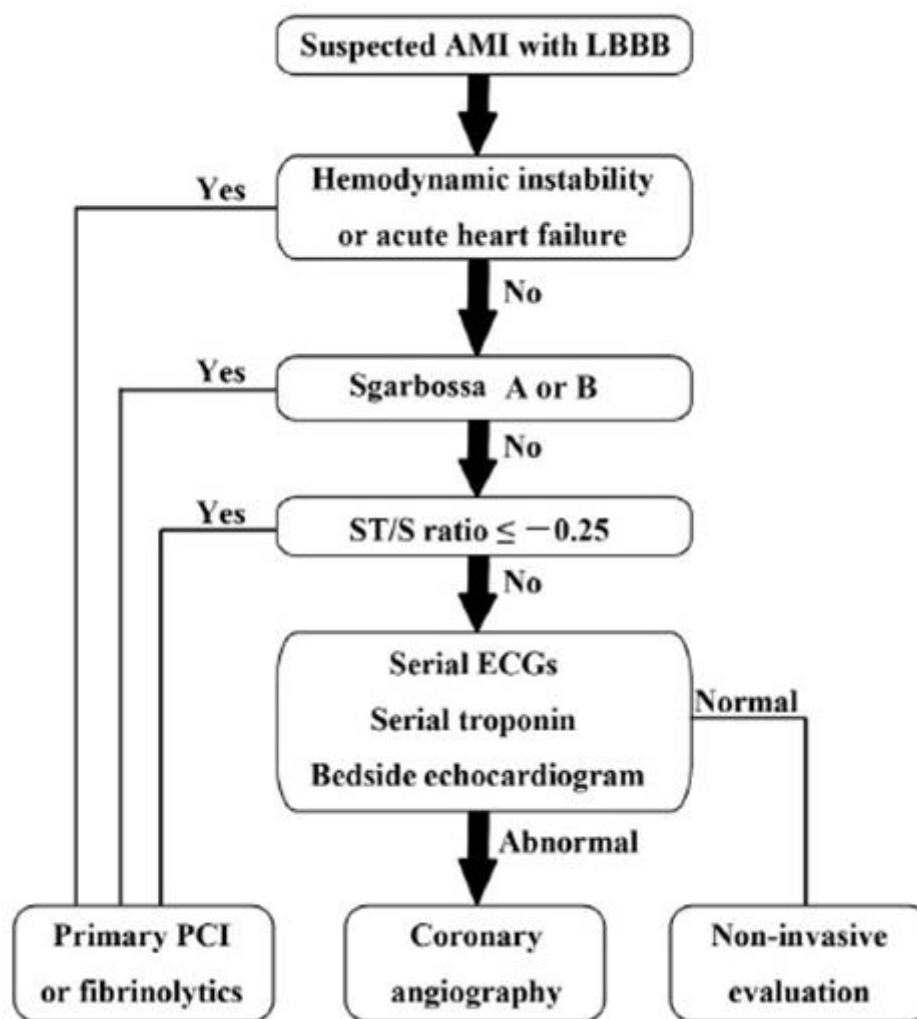 Suspected AMI with LBBB
Yes
Hemodynamic instability
or acute heart failure
No
Yes
Sgarbossa A or B
No
Yes
ST/S ratio ≤ −0.25
No
Serial ECGs
Serial troponin
Bedside echocardiogram
Normal
Abnormal
Primary PCI
or fibrinolytics
Coronary
angiography
Non-invasive
evaluation